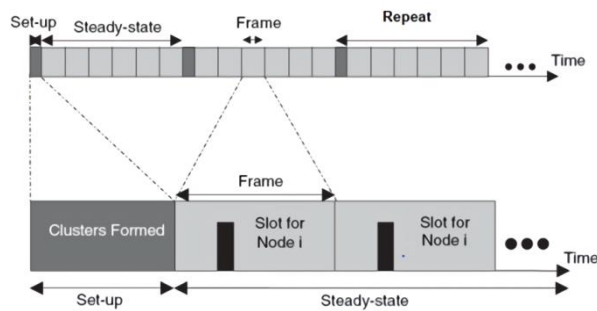 Set-up
Steady-state
Frame
Repeat
Time
Frame
Clusters Formed
Slot for
Node i
Slot for
Node i
Time
Set-up
Steady-state